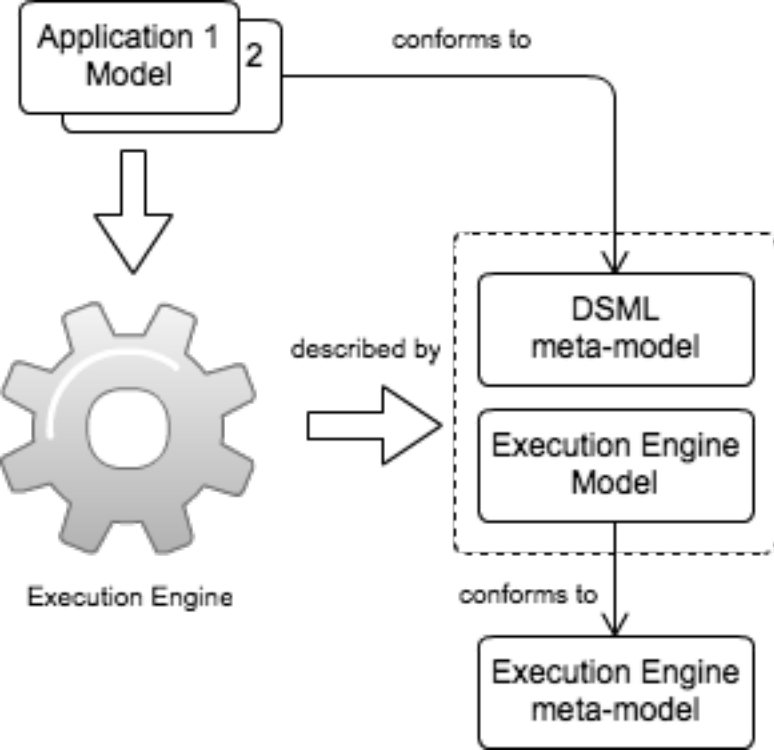 Application 1
Model
2
conforms to
DSML
meta-model
described by
Execution Engine
Model
Execution Engine
conforms to
Execution Engine
meta-model